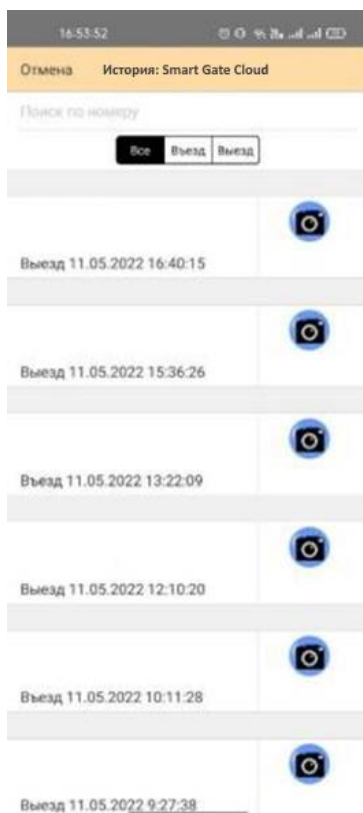 16:53:52
Отмена История: Smart Gate Cloud
Поиск по номеру
Все Въезд Выезд
Выезд 11.05.2022 16:40:15
Выезд 11.05.2022 15:36:26
Въезд 11.05.2022 13:22:09
Выезд 11.05.2022 12:10:20
Въезд 11.05.2022 10:11:28
Выезд 11.05.2022 9:27:38